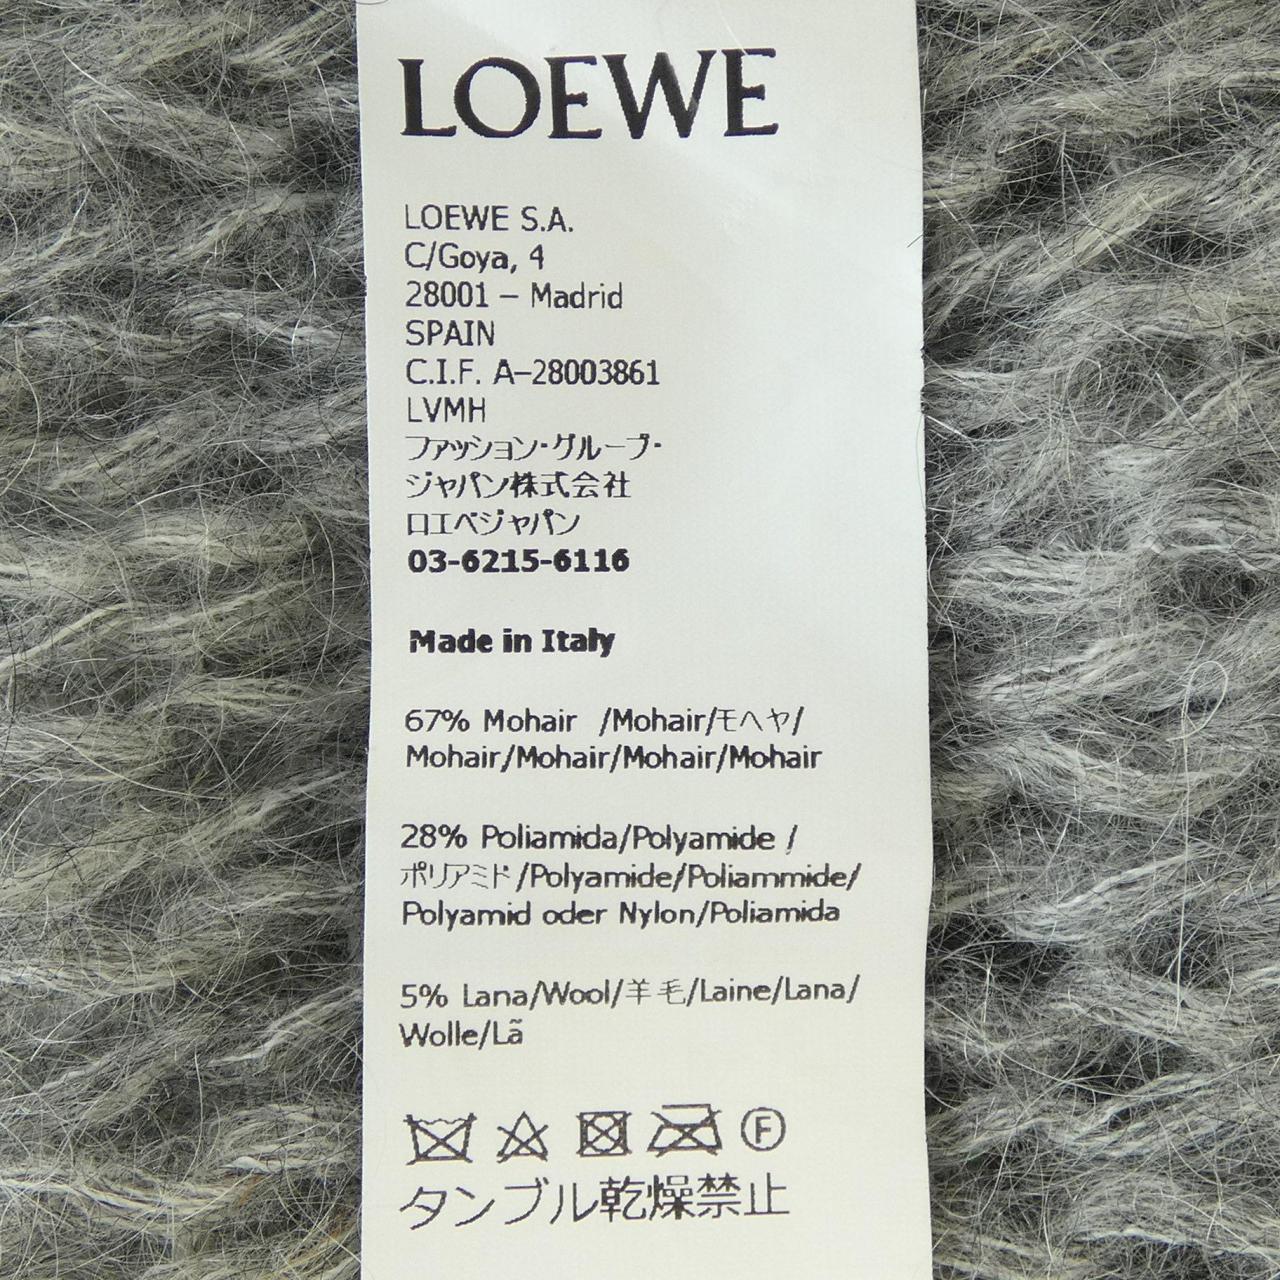 LOEWE
LOEWE S.A.
C/Goya, 4
28001 – Madrid
SPAIN
C.I.F. A–28003861
LVMH
ファッション・グループ・
ジャパン株式会社
ロエベジャパン
03-6215-6116
Made in Italy
67% Mohair /Mohair/モヘヤ/
Mohair/Mohair/Mohair/Mohair
28% Poliamida/Polyamide /
ポリアミド/Polyamide/Poliammide/
Polyamid oder Nylon/Poliamida
5% Lana/Wool/羊毛/Laine/Lana/
Wolle/Lã
F
タンブル乾燥禁止